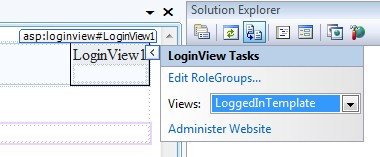 Solution Explorer
asp:loginview#LoginView1
LoginView1
LoginView Tasks
Edit RoleGroups...
Views: LoggedInTemplate
Administer Website